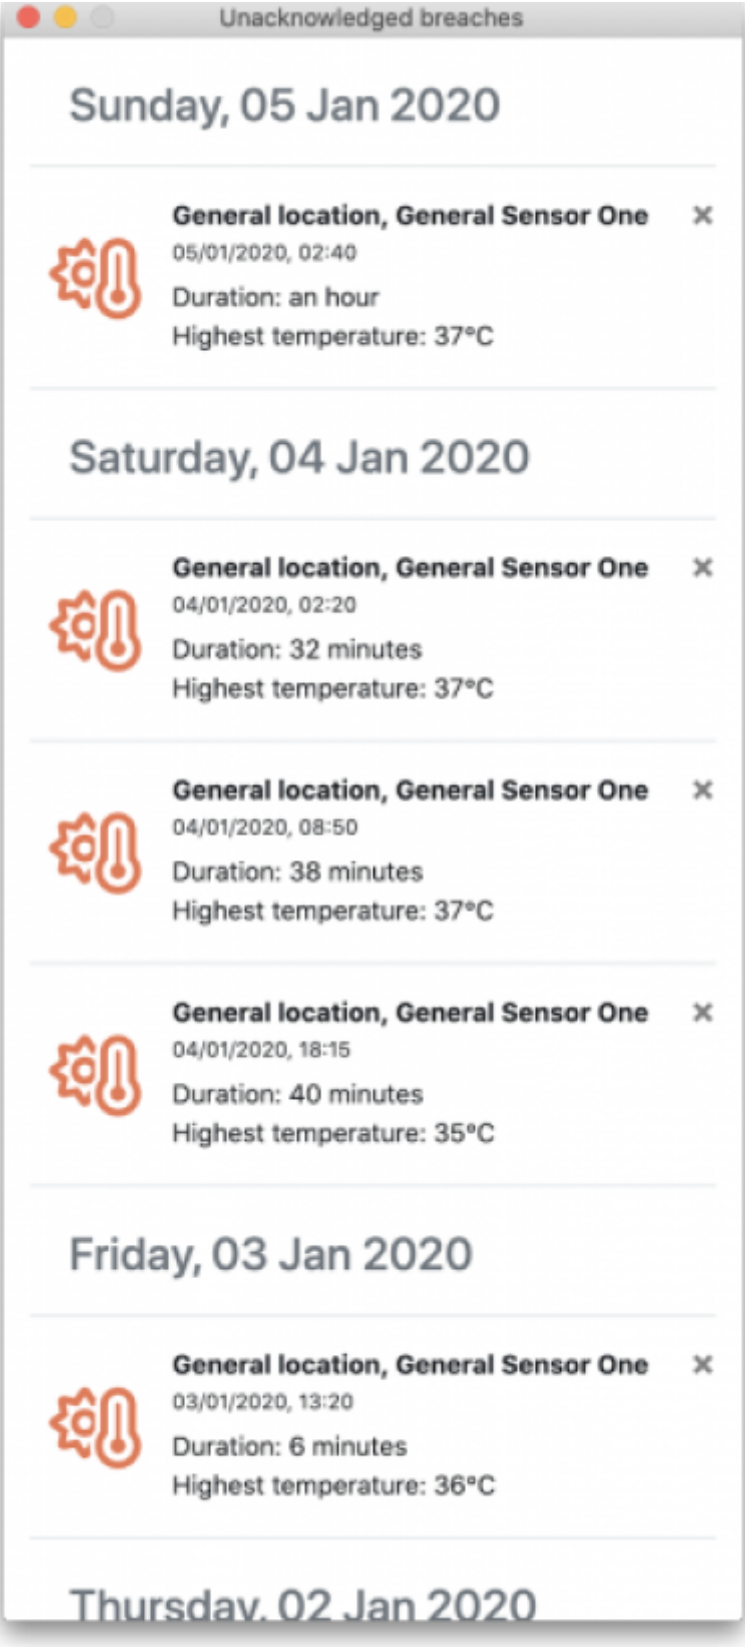 Unacknowledged breaches
Sunday, 05 Jan 2020
General location, General Sensor One
05/01/2020, 02:40
Duration: an hour
Highest temperature: 37°C
Saturday, 04 Jan 2020
General location, General Sensor One
04/01/2020, 02:20
Duration: 32 minutes
Highest temperature: 37°C
General location, General Sensor One
04/01/2020, 08:50
Duration: 38 minutes
Highest temperature: 37°C
General location, General Sensor One
04/01/2020, 18:15
Duration: 40 minutes
Highest temperature: 35°C
Friday, 03 Jan 2020
General location, General Sensor One
03/01/2020, 13:20
Duration: 6 minutes
Highest temperature: 36°C
Thursday, 02 Jan 2020